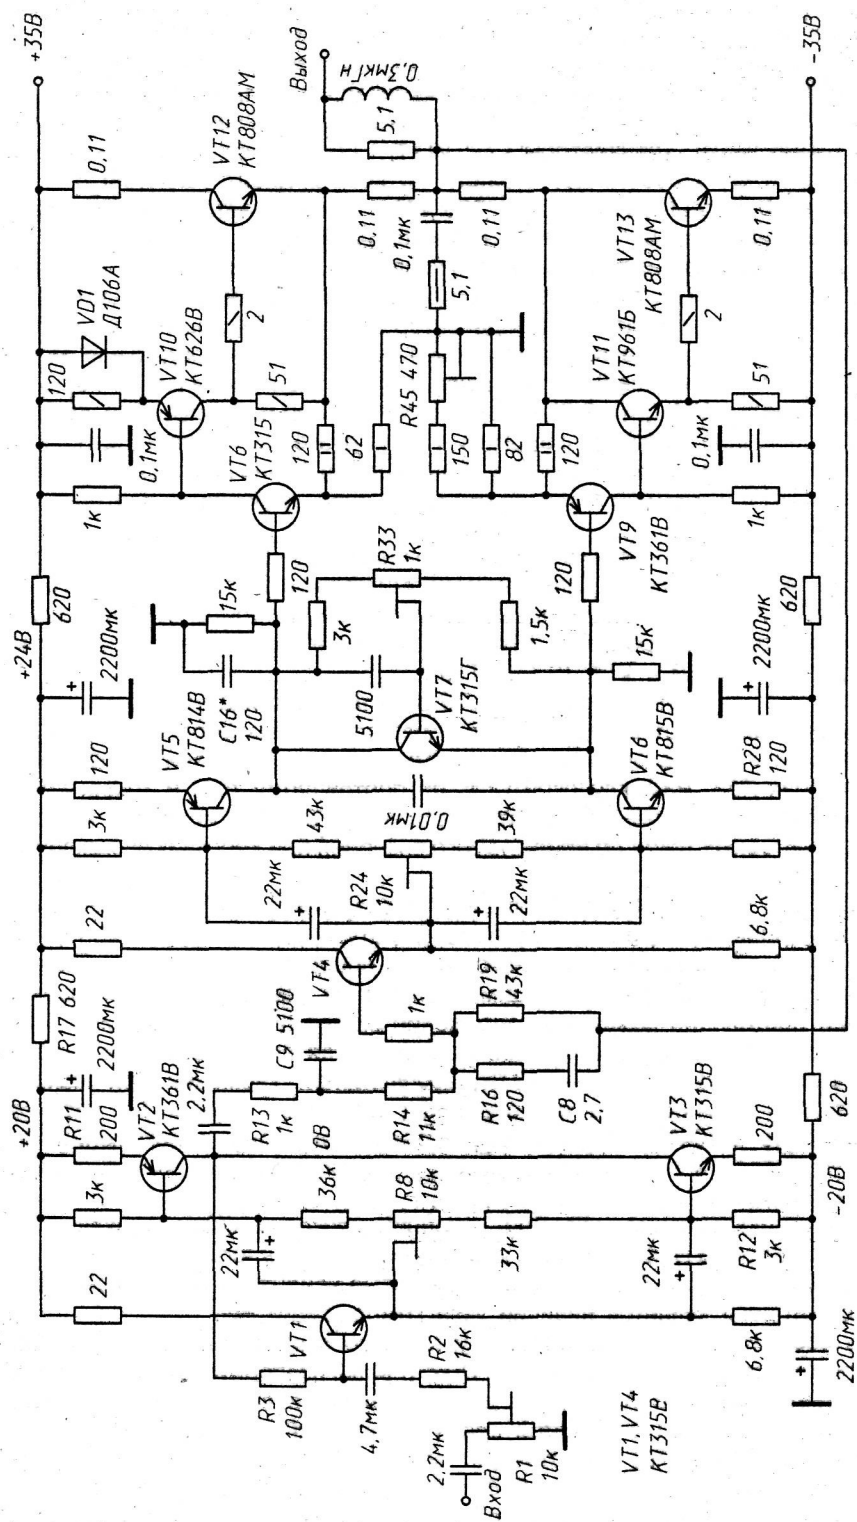 +20В
+24В
+35В
R17 620
620
22
3к
R11
200
2200мк
22
3к
120
2200мк
1к
0,1мк
120
VD1
Д106А
0,11
VT2
КТ361В
2,2мк
VT5
КТ814В
VT6
КТ315
VT10
КТ626В
VT12
КТ808АМ
R3
100к
VT1
22мк
36к
0В
R13
1к
C9 5100
VT4
22мк
43к
C16*
120
15к
120
120
51
2
4,7мк
R2
16к
R8
10к
R14
11к
1к
R24
10к
0,01мк
3к
5100
R33
1к
62
0,11
0,1мк
Выход
0,3мкГн
5,1
2,2мк
Вход
R1
10к
33к
R16
120
R19
43к
C8
2,7
22мк
39к
VT7
КТ315Г
1,5к
R45 470
150
82
5,1
0,11
VT1, VT4
КТ315В
22мк
VT3
КТ315В
VT6
КТ815В
15к
120
VT9
КТ361В
120
VT11
КТ961Б
2
VT13
КТ808АМ
6,8к
R12
3к
200
6,8к
R28
120
2200мк
1к
0,1мк
51
0,11
2200мк
-20В
620
620
-35В